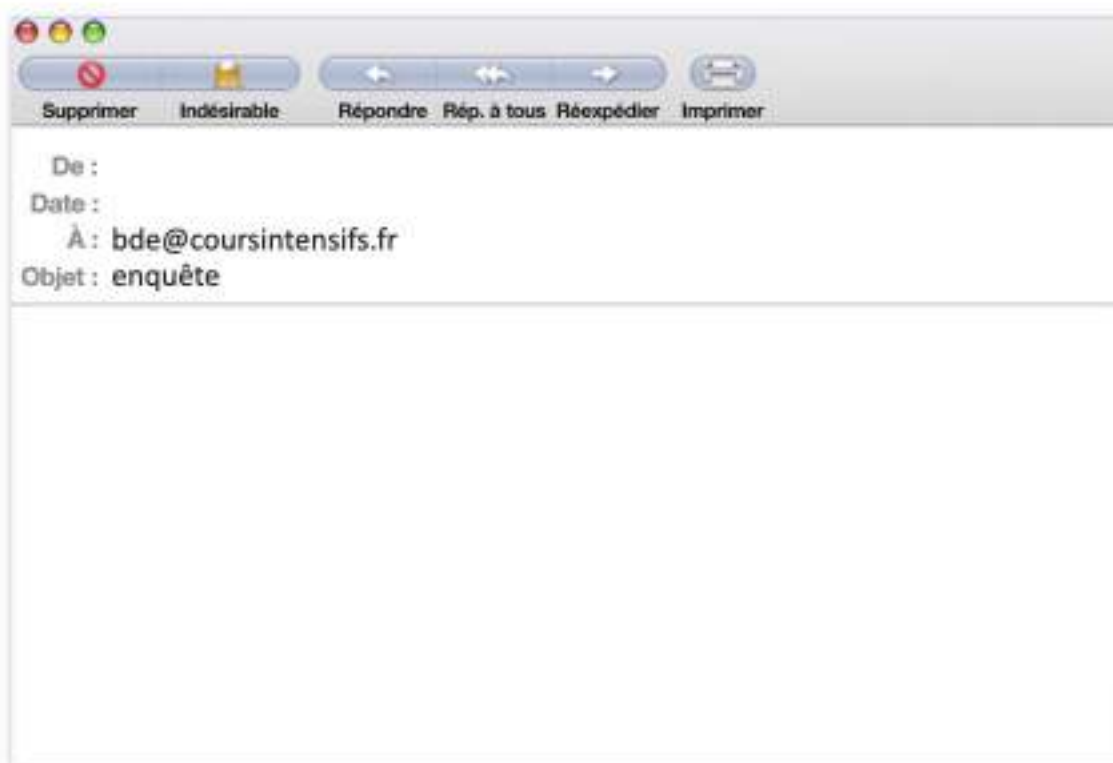 Supprimer Indésirable Répondre Rép. à tous Réexpédier Imprimer
De :
Date :
À : bde@coursintensifs.fr
Objet : enquête